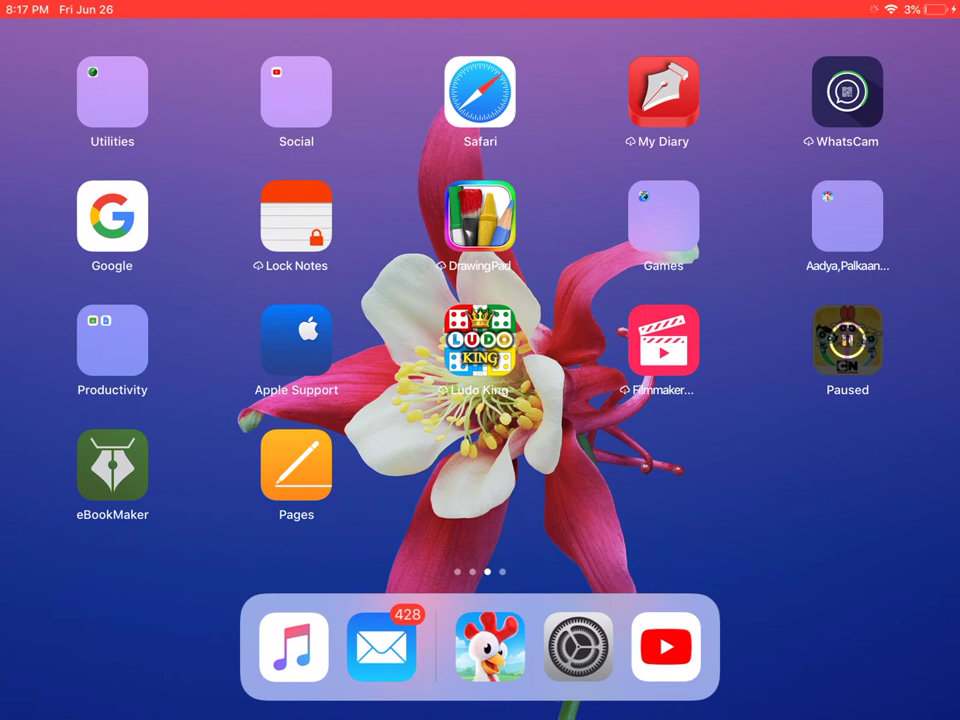 8:17 PM Fri Jun 26 3%
Utilities Social Safari My Diary WhatsCam
Google Lock Notes DrawingPad Games Aadya,Palkaan...
LUDO
KING
CN
Productivity Apple Support Ludo King Filmmaker... Paused
eBookMaker Pages
428